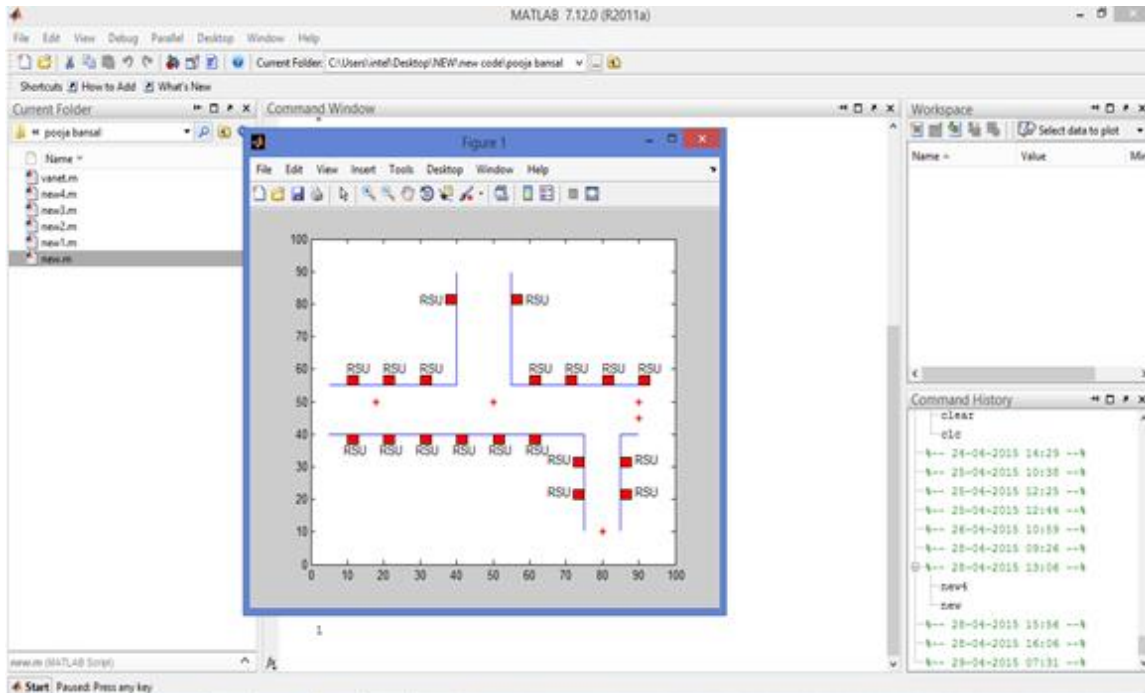 MATLAB 7.12.0 (R2011a)
File Edit View Debug Parallel Desktop Window Help
Current Folder: C:\Users\intel\Desktop\NEW\new code\pooja bansal
Shortcuts How to Add What's New
Current Folder
« pooja bansal
Name
vanet.m
new4.m
new3.m
new2.m
new1.m
new.m
new.m (MATLAB Script)
Command Window
Figure 1
File Edit View Insert Tools Desktop Window Help
100
90
80
70
60
50
40
30
20
10
0
RSU RSU
RSU RSU RSU RSU RSU RSU RSU
RSU RSU RSU RSU RSU RSU
RSU RSU
RSU RSU
0 10 20 30 40 50 60 70 80 90 100
1
fx
Workspace
Select data to plot
Name Value Min
Command History
clear
clc
%-- 24-04-2015 14:29 --%
%-- 25-04-2015 10:38 --%
%-- 25-04-2015 12:25 --%
%-- 25-04-2015 12:44 --%
%-- 26-04-2015 10:59 --%
%-- 28-04-2015 09:26 --%
%-- 28-04-2015 13:06 --%
new4
new
%-- 28-04-2015 15:56 --%
%-- 28-04-2015 16:06 --%
%-- 29-04-2015 07:31 --%
Start Paused: Press any key